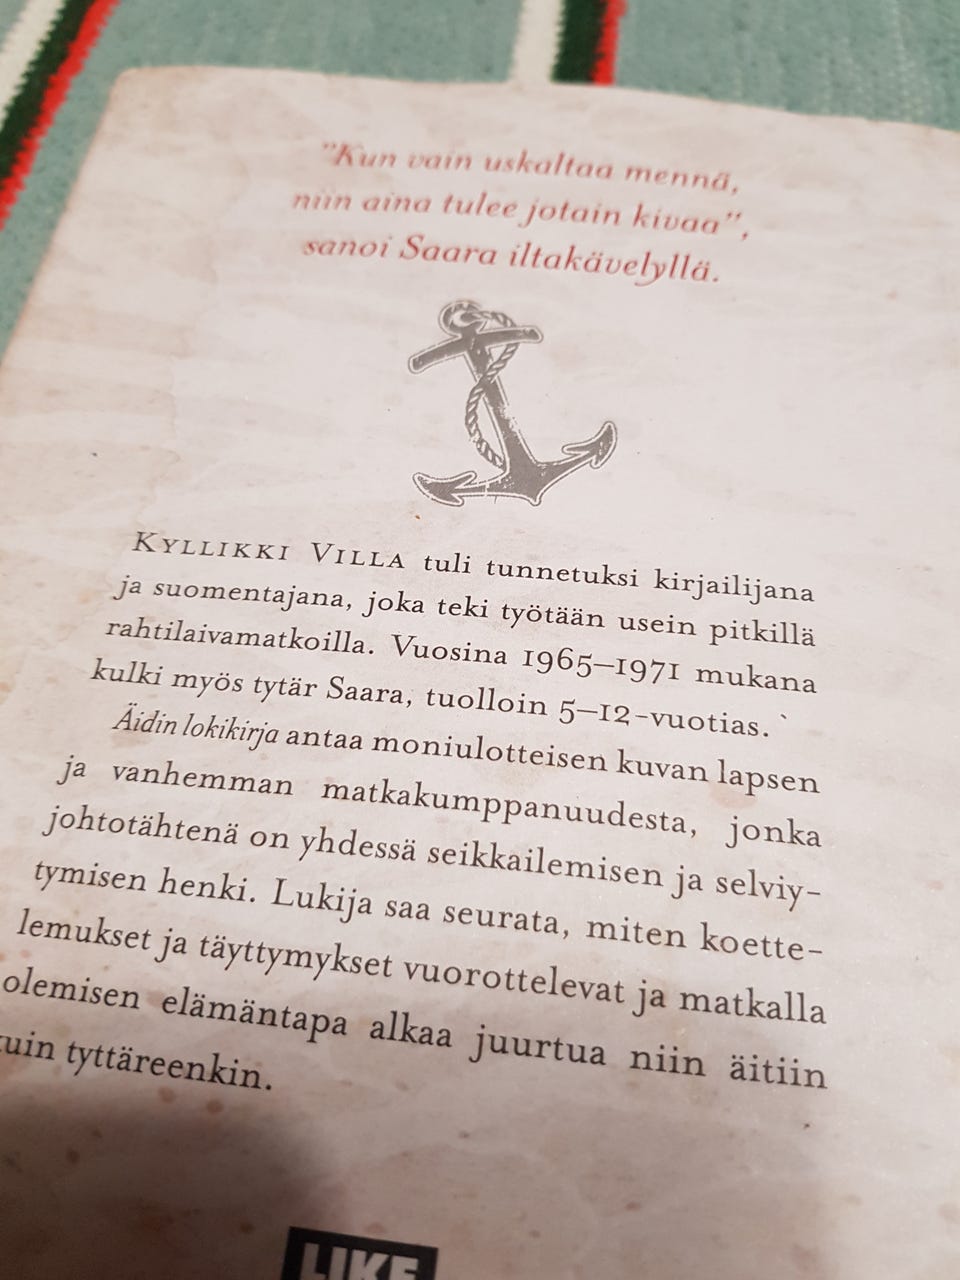 "Kun vain uskaltaa mennä,
niin aina tulee jotain kivaa",
sanoi Saara iltakävelyllä.
KYLLIKKI VILLA tuli tunnetuksi kirjailijana
ja suomentajana, joka teki työtään usein pitkillä
rahtilaivamatkoilla. Vuosina 1965–1971 mukana
kulki myös tytär Saara, tuolloin 5–12-vuotias.
Äidin lokikirja antaa moniulotteisen kuvan lapsen
ja vanhemman matkakumppanuudesta, jonka
johtotähtenä on yhdessä seikkailemisen ja selviy-
tymisen henki. Lukija saa seurata, miten koette-
lemukset ja täyttymykset vuorottelevat ja matkalla
olemisen elämäntapa alkaa juurtua niin äitiin
kuin tyttäreenkin.
LIKE